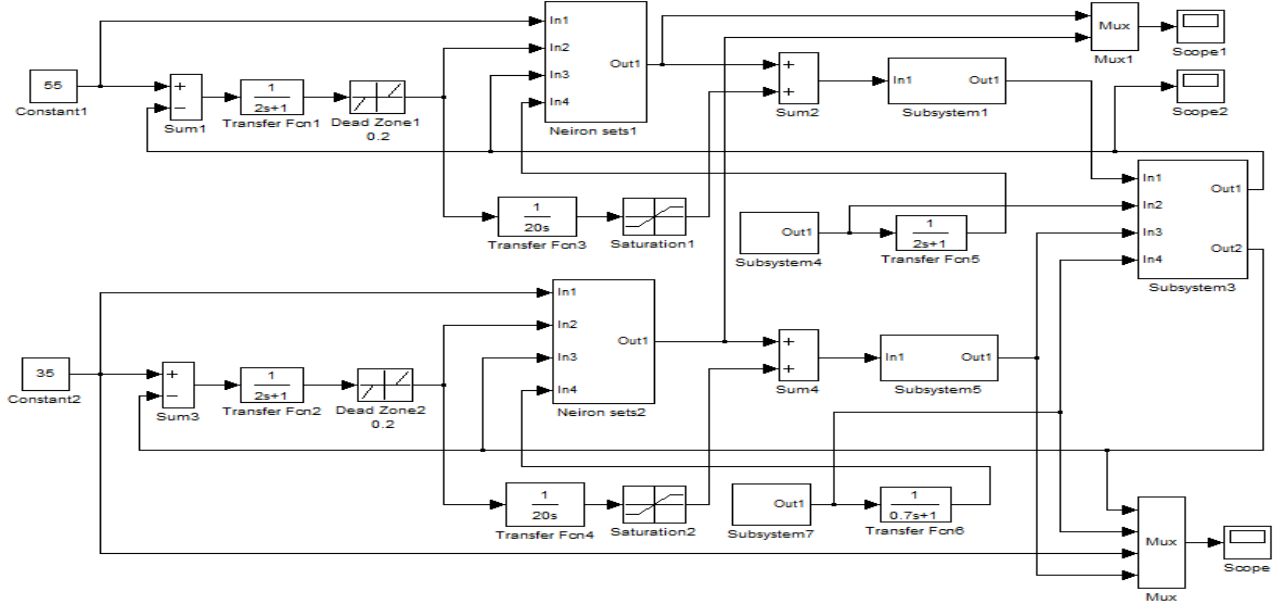 55
Constant1
+
−
Sum1
1
2s+1
Transfer Fcn1
Dead Zone1
0.2
In1
In2
In3
In4
Out1
Neiron sets1
1
20s
Transfer Fcn3
Saturation1
+
+
Sum2
In1
Out1
Subsystem1
Mux
Mux1
Scope1
Scope2
Out1
Subsystem4
1
2s+1
Transfer Fcn5
In1
In2
In3
In4
Out1
Out2
Subsystem3
35
Constant2
+
−
Sum3
1
2s+1
Transfer Fcn2
Dead Zone2
0.2
In1
In2
In3
In4
Out1
Neiron sets2
1
20s
Transfer Fcn4
Saturation2
+
+
Sum4
In1
Out1
Subsystem5
Out1
Subsystem7
1
0.7s+1
Transfer Fcn6
Mux
Mux
Scope